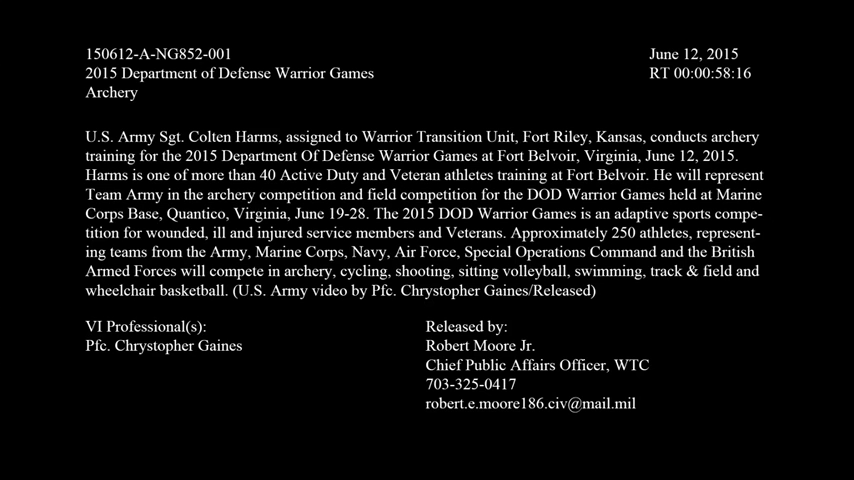 150612-A-NG852-001
June 12, 2015
2015 Department of Defense Warrior Games
RT 00:00:58:16
Archery
U.S. Army Sgt. Colten Harms, assigned to Warrior Transition Unit, Fort Riley, Kansas, conducts archery
training for the 2015 Department Of Defense Warrior Games at Fort Belvoir, Virginia, June 12, 2015.
Harms is one of more than 40 Active Duty and Veteran athletes training at Fort Belvoir. He will represent
Team Army in the archery competition and field competition for the DOD Warrior Games held at Marine
Corps Base, Quantico, Virginia, June 19-28. The 2015 DOD Warrior Games is an adaptive sports compe-
tition for wounded, ill and injured service members and Veterans. Approximately 250 athletes, represent-
ing teams from the Army, Marine Corps, Navy, Air Force, Special Operations Command and the British
Armed Forces will compete in archery, cycling, shooting, sitting volleyball, swimming, track & field and
wheelchair basketball. (U.S. Army video by Pfc. Chrystopher Gaines/Released)
VI Professional(s):
Pfc. Chrystopher Gaines
Released by:
Robert Moore Jr.
Chief Public Affairs Officer, WTC
703-325-0417
robert.e.moore186.civ@mail.mil